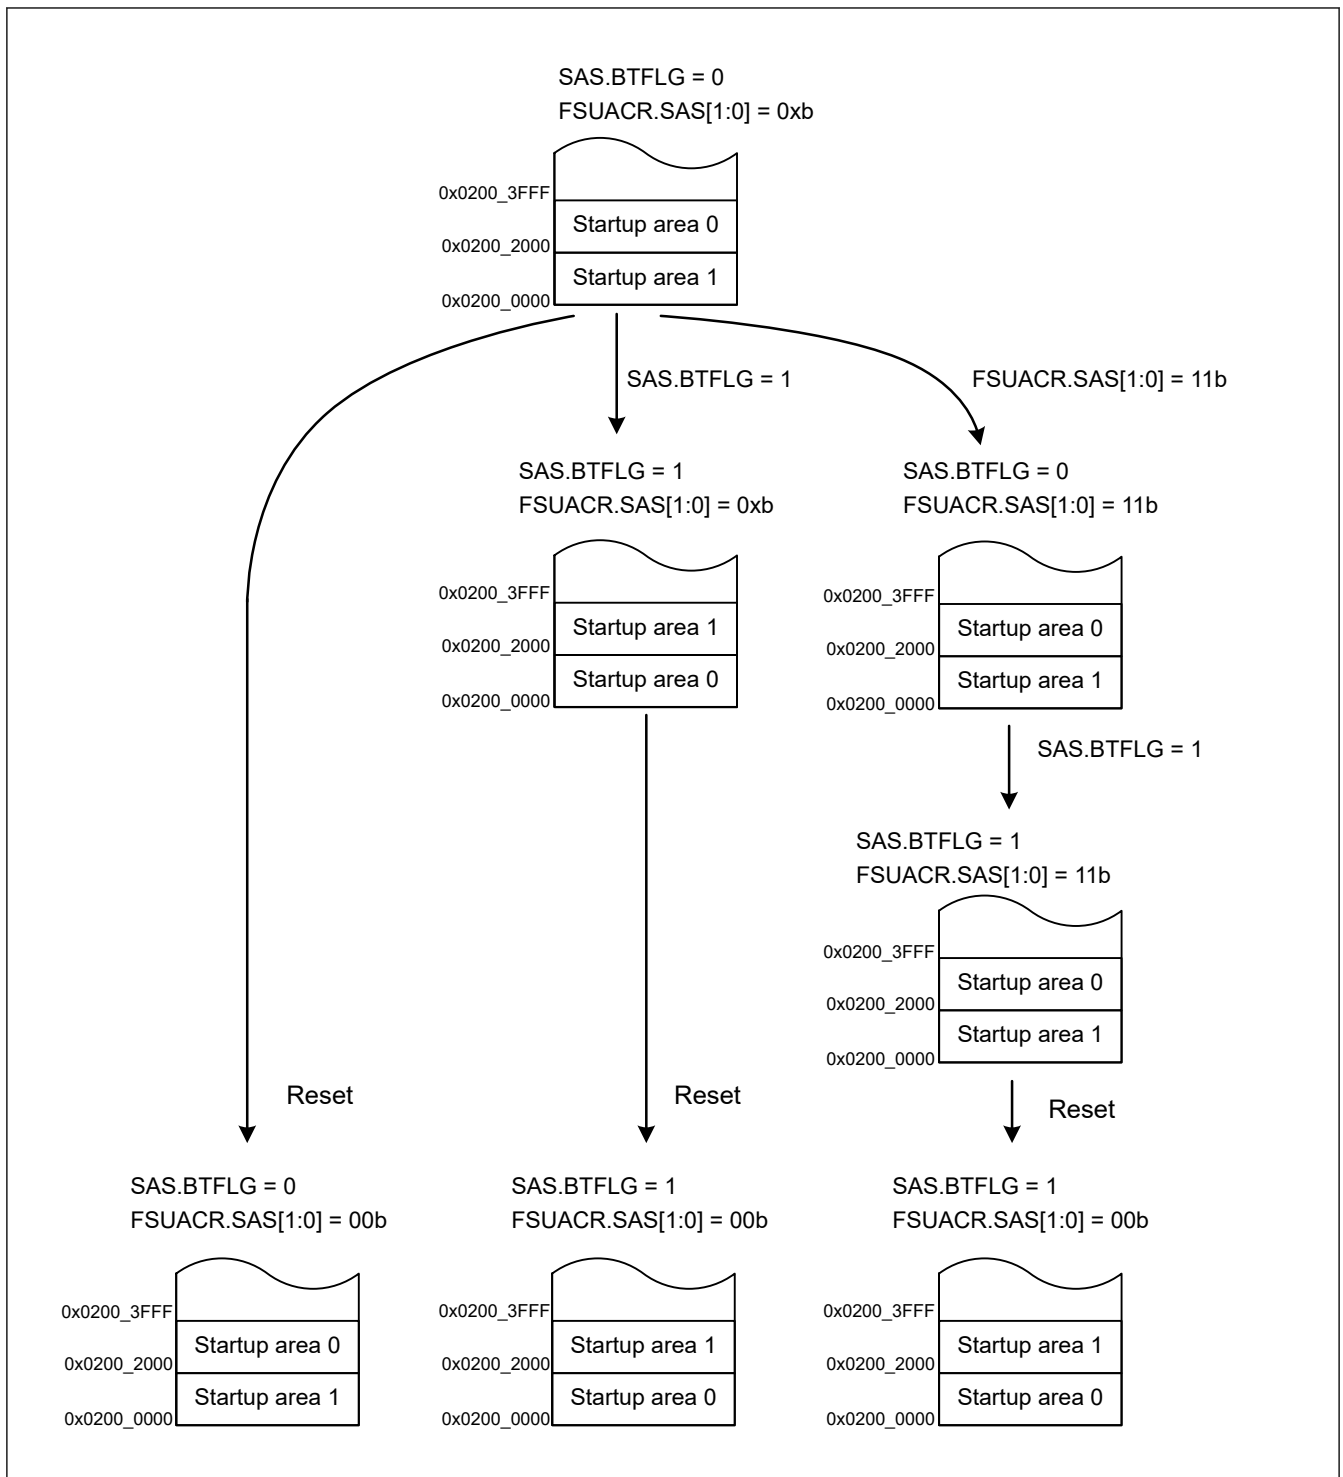 SAS.BTFLG = 0
FSUACR.SAS[1:0] = 0xb
0x0200_3FFF
Startup area 0
0x0200_2000
Startup area 1
0x0200_0000
SAS.BTFLG = 1
FSUACR.SAS[1:0] = 11b
SAS.BTFLG = 1
FSUACR.SAS[1:0] = 0xb
0x0200_3FFF
Startup area 1
0x0200_2000
Startup area 0
0x0200_0000
SAS.BTFLG = 0
FSUACR.SAS[1:0] = 11b
0x0200_3FFF
Startup area 0
0x0200_2000
Startup area 1
0x0200_0000
SAS.BTFLG = 1
SAS.BTFLG = 1
FSUACR.SAS[1:0] = 11b
0x0200_3FFF
Startup area 0
0x0200_2000
Startup area 1
0x0200_0000
Reset
Reset
Reset
SAS.BTFLG = 0
FSUACR.SAS[1:0] = 00b
0x0200_3FFF
Startup area 0
0x0200_2000
Startup area 1
0x0200_0000
SAS.BTFLG = 1
FSUACR.SAS[1:0] = 00b
0x0200_3FFF
Startup area 1
0x0200_2000
Startup area 0
0x0200_0000
SAS.BTFLG = 1
FSUACR.SAS[1:0] = 00b
0x0200_3FFF
Startup area 1
0x0200_2000
Startup area 0
0x0200_0000